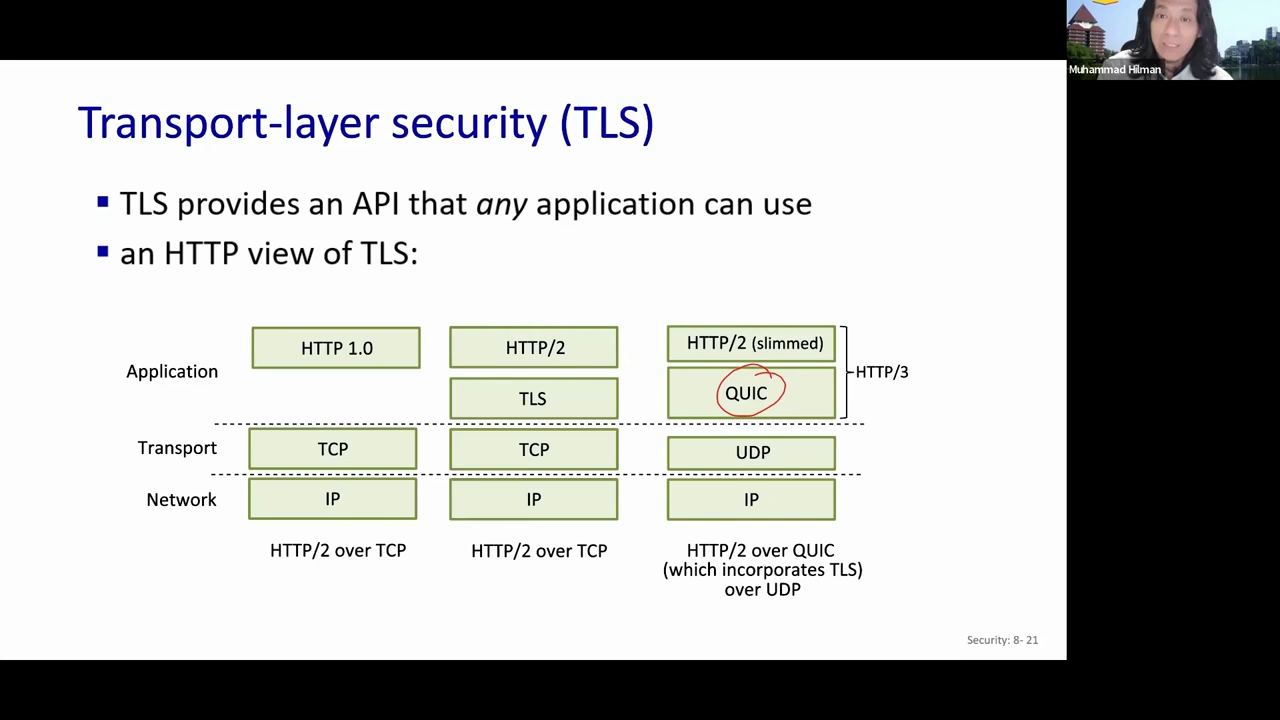 Muhammad Hilman
Transport-layer security (TLS)
TLS provides an API that any application can use
an HTTP view of TLS:
HTTP 1.0
HTTP/2
HTTP/2 (slimmed)
Application
HTTP/3
TLS
QUIC
Transport
TCP
TCP
UDP
Network
IP
IP
IP
HTTP/2 over TCP
HTTP/2 over TCP
HTTP/2 over QUIC
(which incorporates TLS)
over UDP
Security: 8- 21